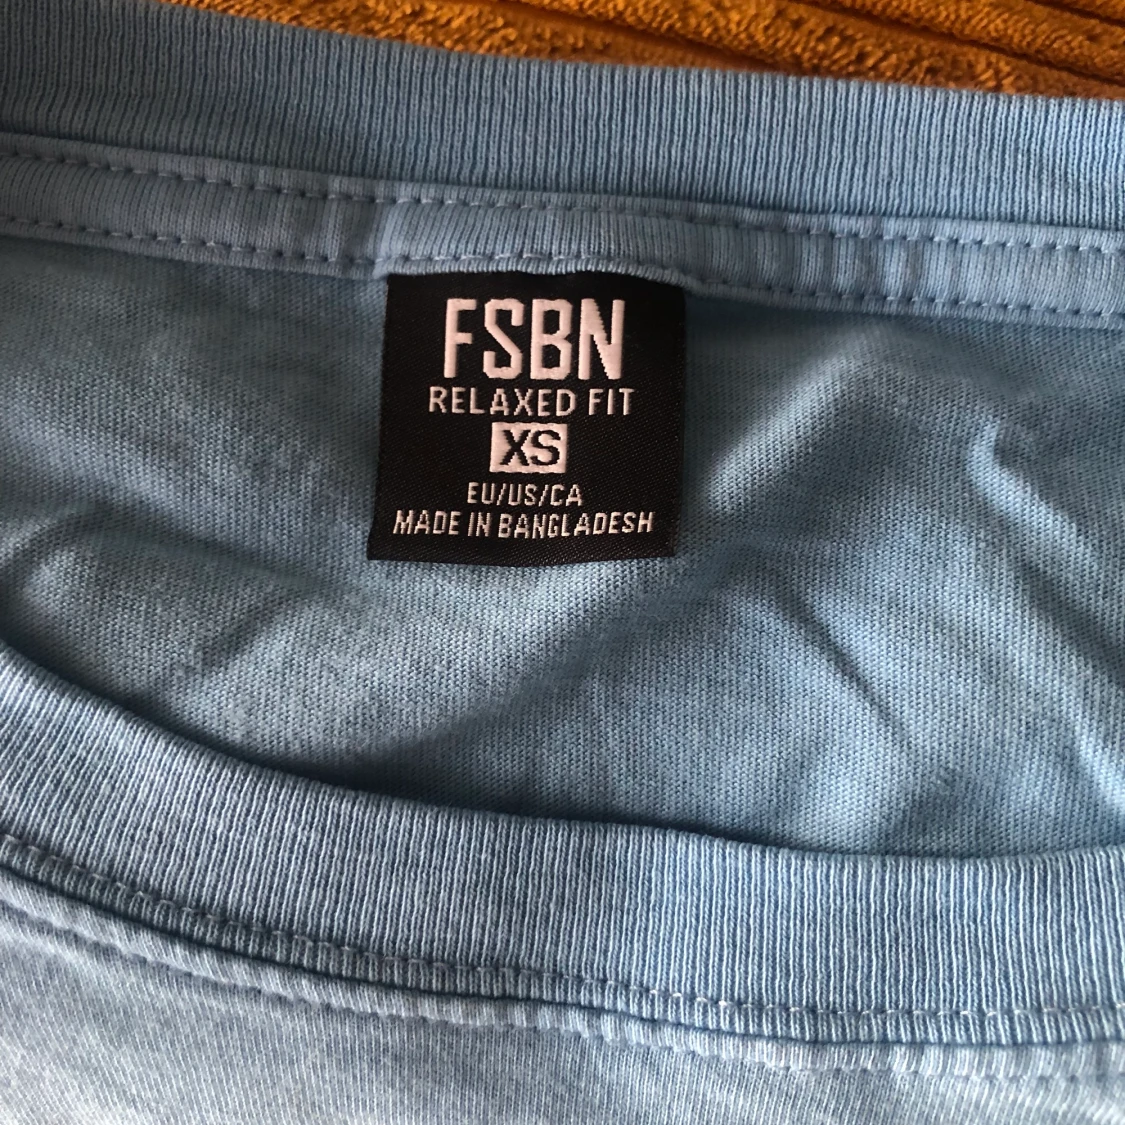 FSBN
RELAXED FIT
XS
EU/US/CA
MADE IN BANGLADESH